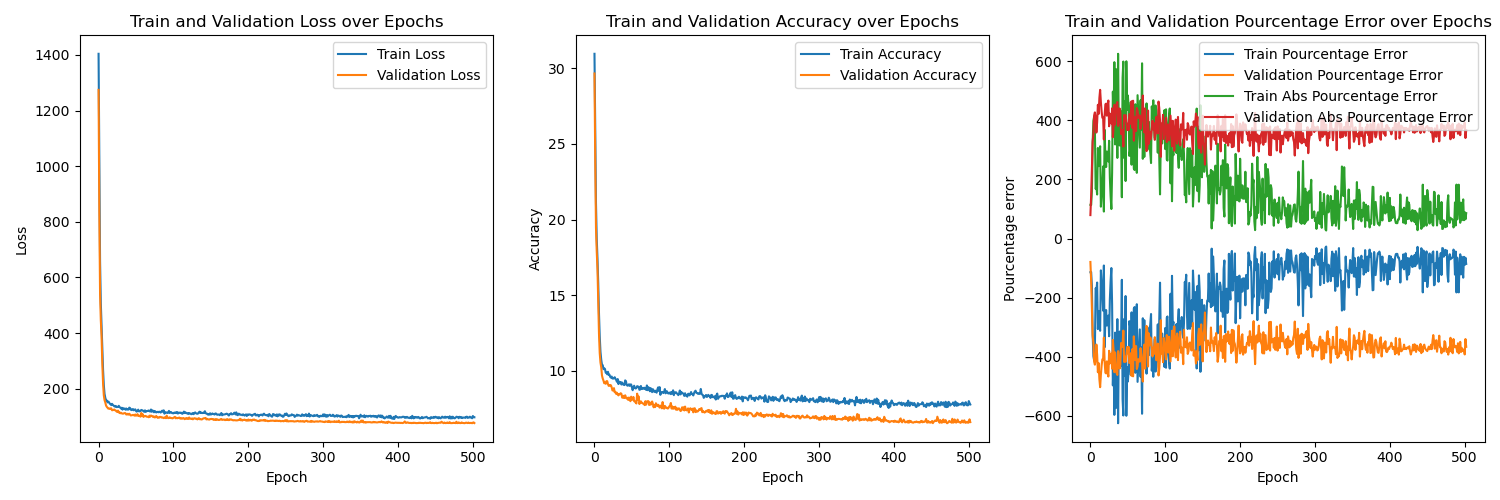 Train and Validation Loss over Epochs
Train Loss
Validation Loss
1400
1200
1000
800
600
400
200
Loss
0
100
200
300
400
500
Epoch
Train and Validation Accuracy over Epochs
Train Accuracy
Validation Accuracy
30
25
20
15
10
Accuracy
0
100
200
300
400
500
Epoch
Train and Validation Pourcentage Error over Epochs
Train Pourcentage Error
Validation Pourcentage Error
Train Abs Pourcentage Error
Validation Abs Pourcentage Error
600
400
200
0
−200
−400
−600
Pourcentage error
0
100
200
300
400
500
Epoch